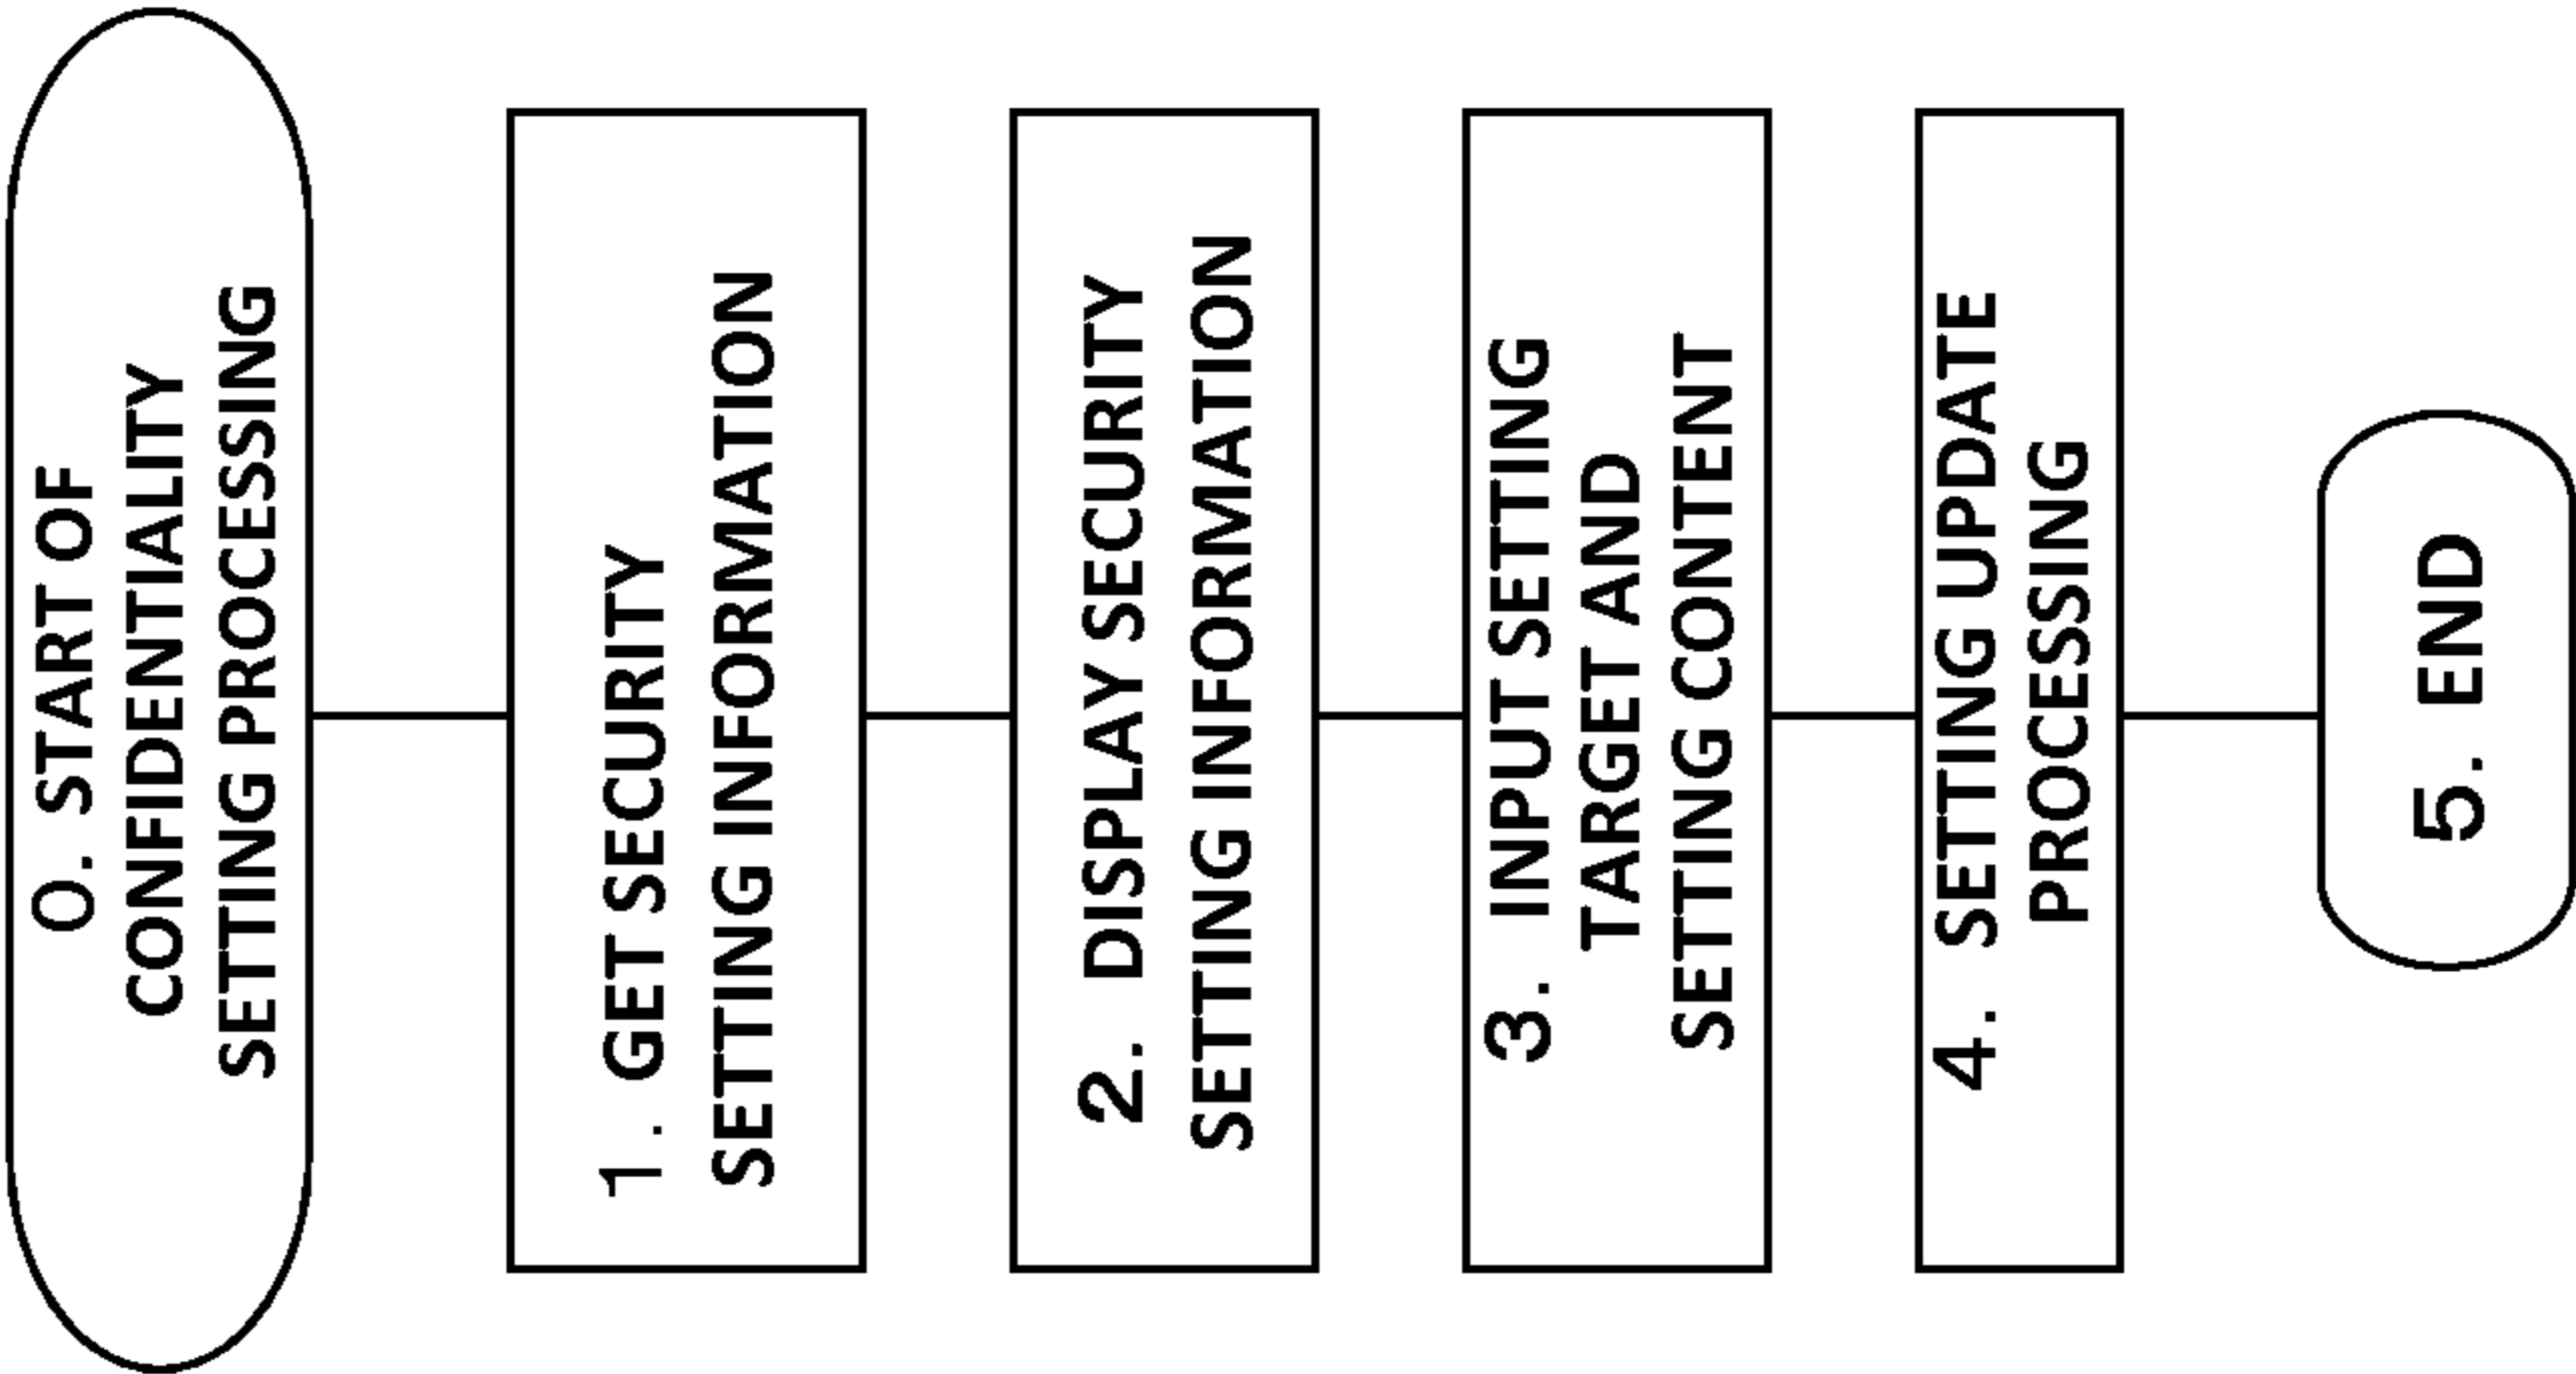 0. START OF
CONFIDENTIALITY
SETTING PROCESSING
1. GET SECURITY
SETTING INFORMATION
2. DISPLAY SECURITY
SETTING INFORMATION
3. INPUT SETTING
TARGET AND
SETTING CONTENT
4. SETTING UPDATE
PROCESSING
5. END